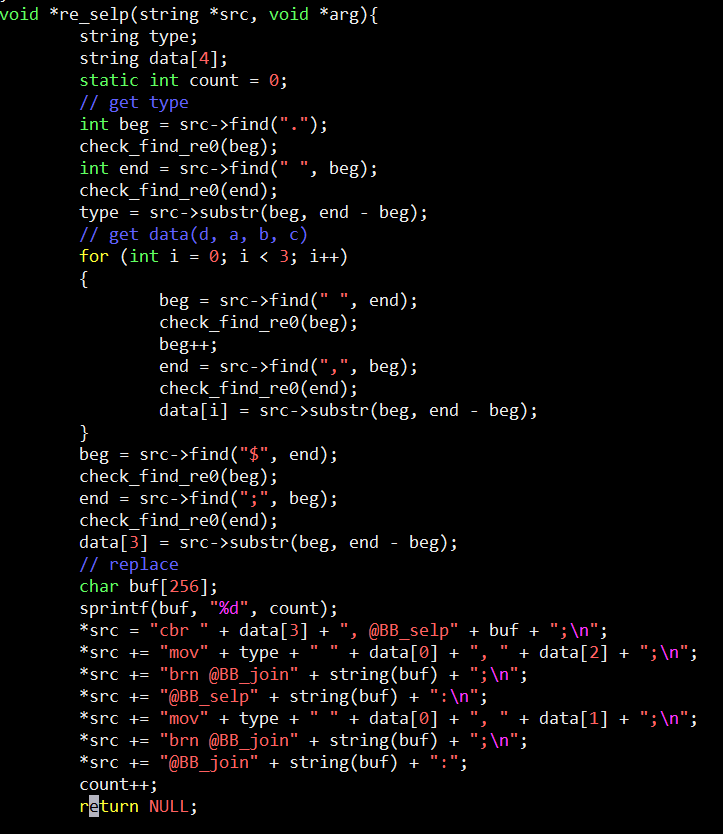 void *re_selp(string *src, void *arg){
        string type;
        string data[4];
        static int count = 0;
        // get type
        int beg = src->find(".");
        check_find_re0(beg);
        int end = src->find(" ", beg);
        check_find_re0(end);
        type = src->substr(beg, end - beg);
        // get data(d, a, b, c)
        for (int i = 0; i < 3; i++)
        {
                beg = src->find(" ", end);
                check_find_re0(beg);
                beg++;
                end = src->find(",", beg);
                check_find_re0(end);
                data[i] = src->substr(beg, end - beg);
        }
        beg = src->find("$", end);
        check_find_re0(beg);
        end = src->find(";", beg);
        check_find_re0(end);
        data[3] = src->substr(beg, end - beg);
        // replace
        char buf[256];
        sprintf(buf, "%d", count);
        *src = "cbr " + data[3] + ", @BB_selp" + buf + ";\n";
        *src += "mov" + type + " " + data[0] + ", " + data[2] + ";\n";
        *src += "brn @BB_join" + string(buf) + ";\n";
        *src += "@BB_selp" + string(buf) + ":\n";
        *src += "mov" + type + " " + data[0] + ", " + data[1] + ";\n";
        *src += "brn @BB_join" + string(buf) + ";\n";
        *src += "@BB_join" + string(buf) + ":";
        count++;
        return NULL;